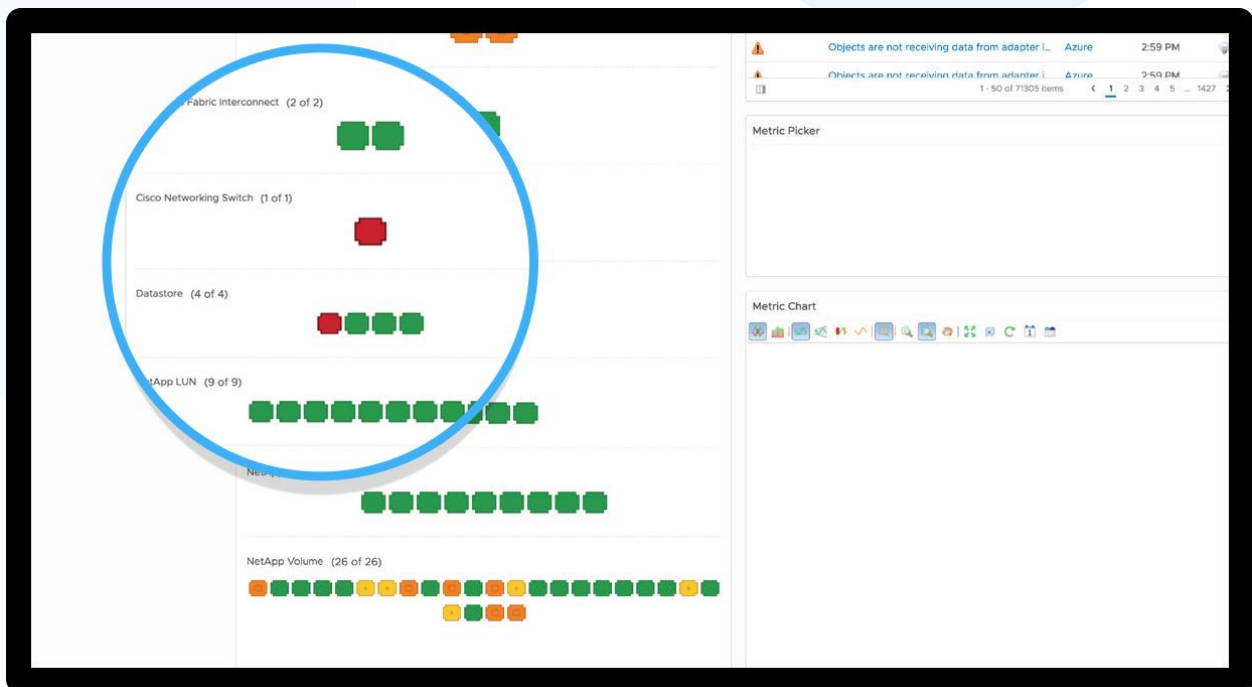 Objects are not receiving data from adapter i... Azure 2:59 PM
Objects are not receiving data from adapter i Azure 2:59 PM
1 - 50 of 71305 items 1 2 3 4 5 ... 1427
Fabric Interconnect (2 of 2)
Metric Picker
Cisco Networking Switch (1 of 1)
Datastore (4 of 4)
Metric Chart
LUN (9 of 9)
NetApp Volume (26 of 26)